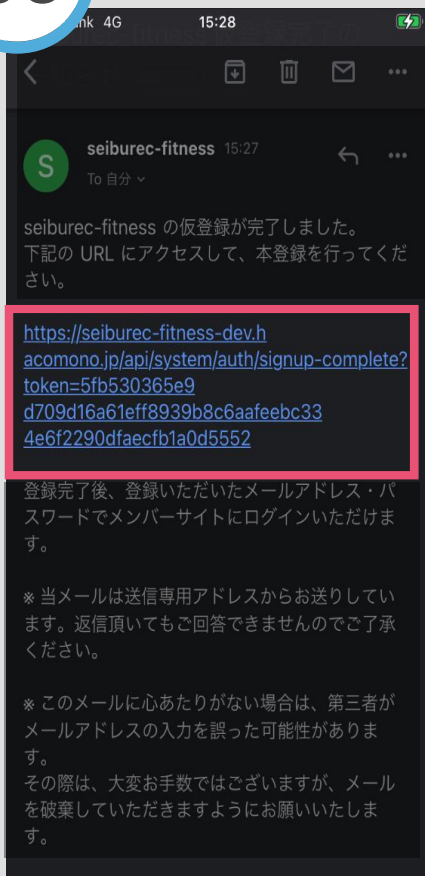 nk 4G 15:28
S
seiburec-fitness 15:27
To 自分
seiburec-fitness の仮登録が完了しました。
下記の URL にアクセスして、本登録を行ってくだ
さい。
https://seiburec-fitness-dev.h
acomono.jp/api/system/auth/signup-complete?
token=5fb530365e9
d709d16a61eff8939b8c6aafeebc33
4e6f2290dfaecfb1a0d5552
登録完了後、登録いただいたメールアドレス・パ
スワードでメンバーサイトにログインいただけま
す。
※ 当メールは送信専用アドレスからお送りしてい
ます。返信頂いてもご回答できませんのでご了承
ください。
※ このメールに心あたりがない場合は、第三者が
メールアドレスの入力を誤った可能性がありま
す。
その際は、大変お手数ではございますが、メール
を破棄していただきますようにお願いいたしま
す。